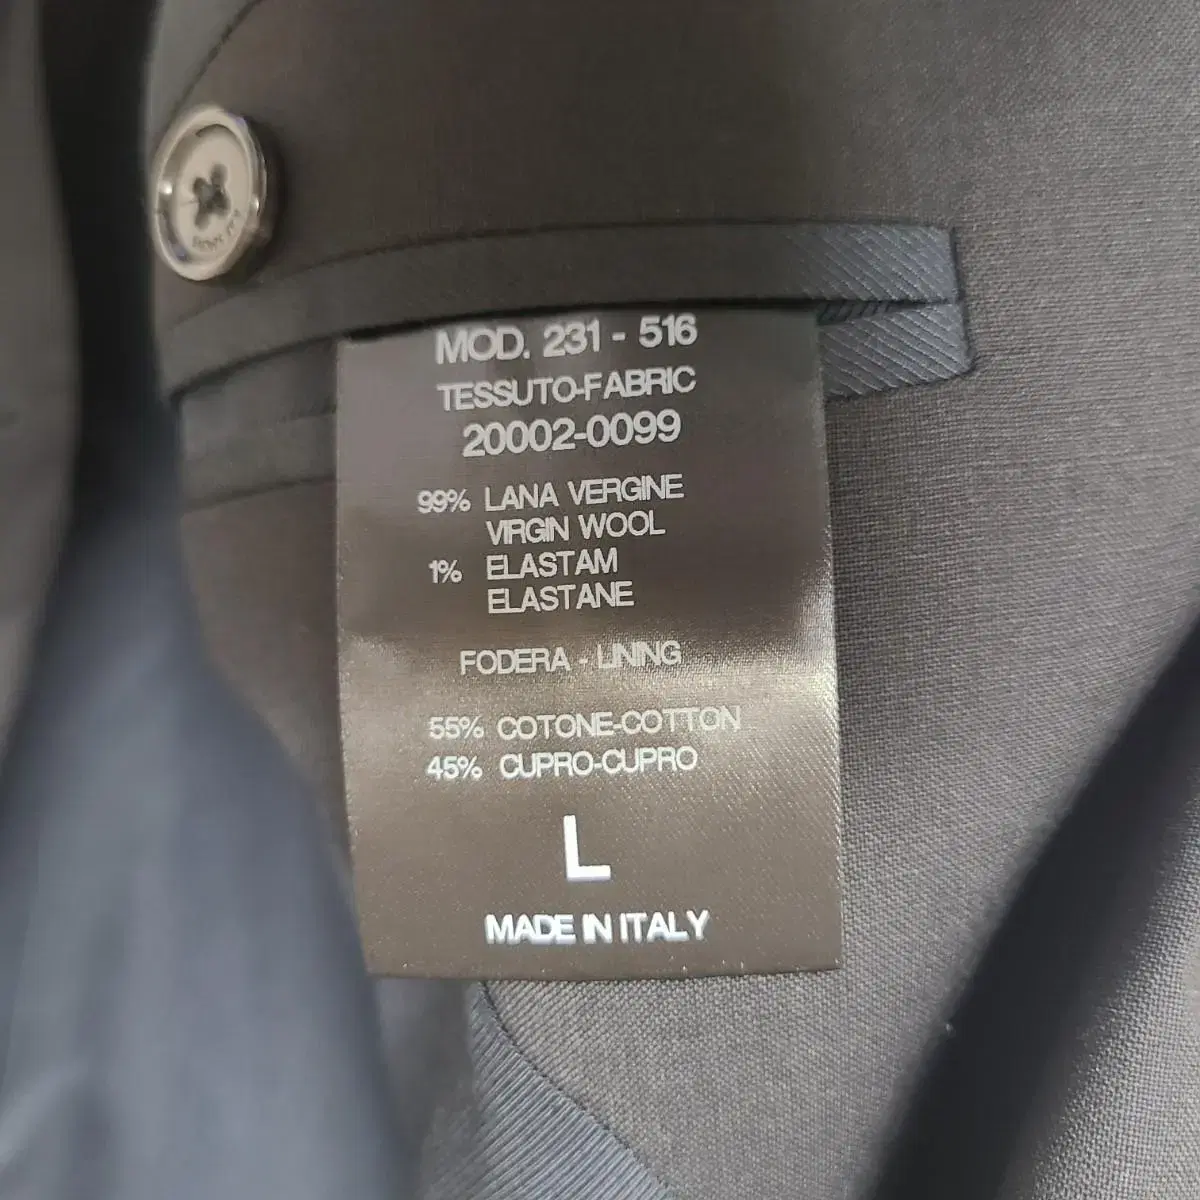 MOD. 231 - 516
TESSUTO-FABRIC
20002-0099
99% LANA VERGINE
VIRGIN WOOL
1% ELASTAM
ELASTANE
FODERA - LINING
55% COTONE-COTTON
45% CUPRO-CUPRO
L
MADE IN ITALY